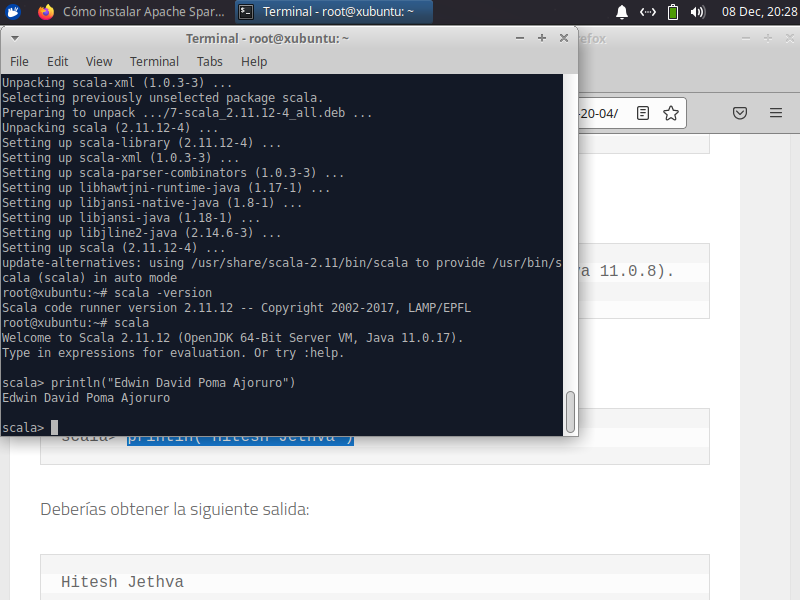 Cómo instalar Apache Spar...
Terminal - root@xubuntu: ~
08 Dec, 20:28
Terminal - root@xubuntu: ~
efox
File Edit View Terminal Tabs Help
-20-04/
Unpacking scala-xml (1.0.3-3) ...
Selecting previously unselected package scala.
Preparing to unpack .../7-scala_2.11.12-4_all.deb ...
Unpacking scala (2.11.12-4) ...
Setting up scala-library (2.11.12-4) ...
Setting up scala-xml (1.0.3-3) ...
Setting up scala-parser-combinators (1.0.3-3) ...
Setting up libhawtjni-runtime-java (1.17-1) ...
Setting up libjansi-native-java (1.8-1) ...
Setting up libjansi-java (1.18-1) ...
Setting up libjline2-java (2.14.6-3) ...
Setting up scala (2.11.12-4) ...
update-alternatives: using /usr/share/scala-2.11/bin/scala to provide /usr/bin/s
cala (scala) in auto mode
root@xubuntu:~# scala -version
Scala code runner version 2.11.12 -- Copyright 2002-2017, LAMP/EPFL
root@xubuntu:~# scala
Welcome to Scala 2.11.12 (OpenJDK 64-Bit Server VM, Java 11.0.17).
Type in expressions for evaluation. Or try :help.
scala> println("Edwin David Poma Ajoruro")
Edwin David Poma Ajoruro
scala>
va 11.0.8).
scala> println("Hitesh Jethva")
Deberías obtener la siguiente salida:
Hitesh Jethva